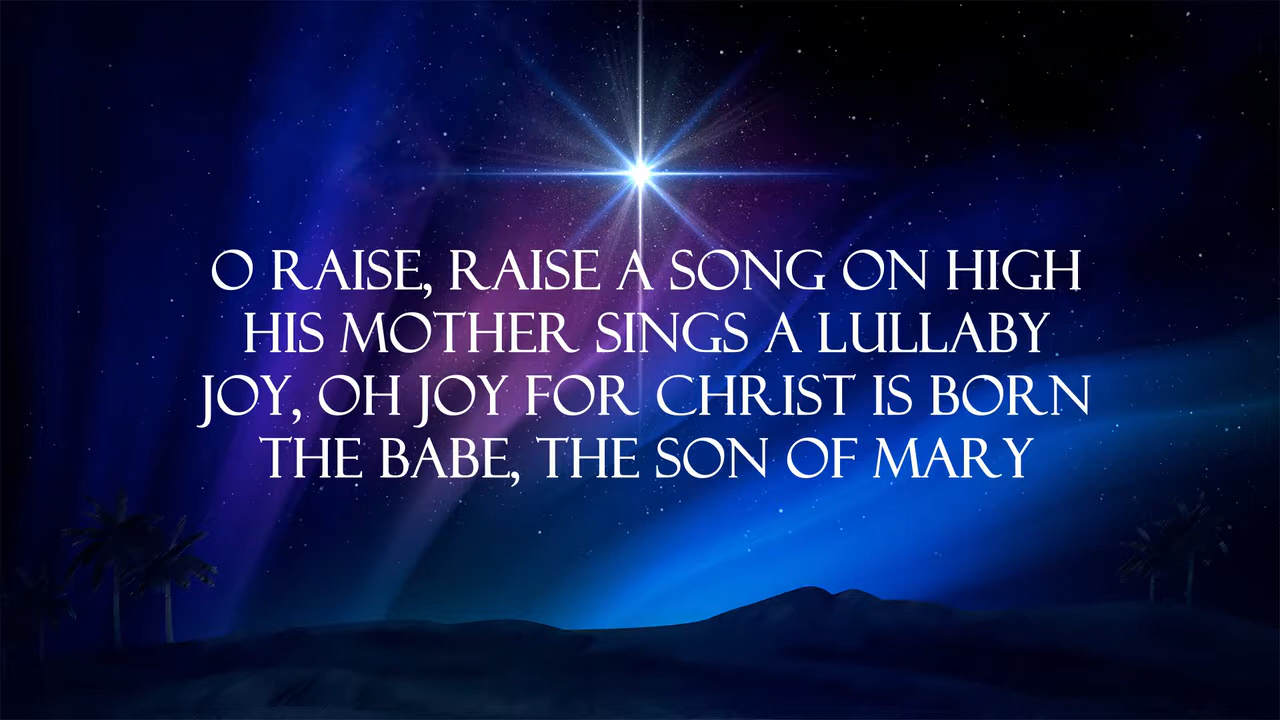 O RAISE, RAISE A SONG ON HIGH
HIS MOTHER SINGS A LULLABY
JOY, OH JOY FOR CHRIST IS BORN
THE BABE, THE SON OF MARY